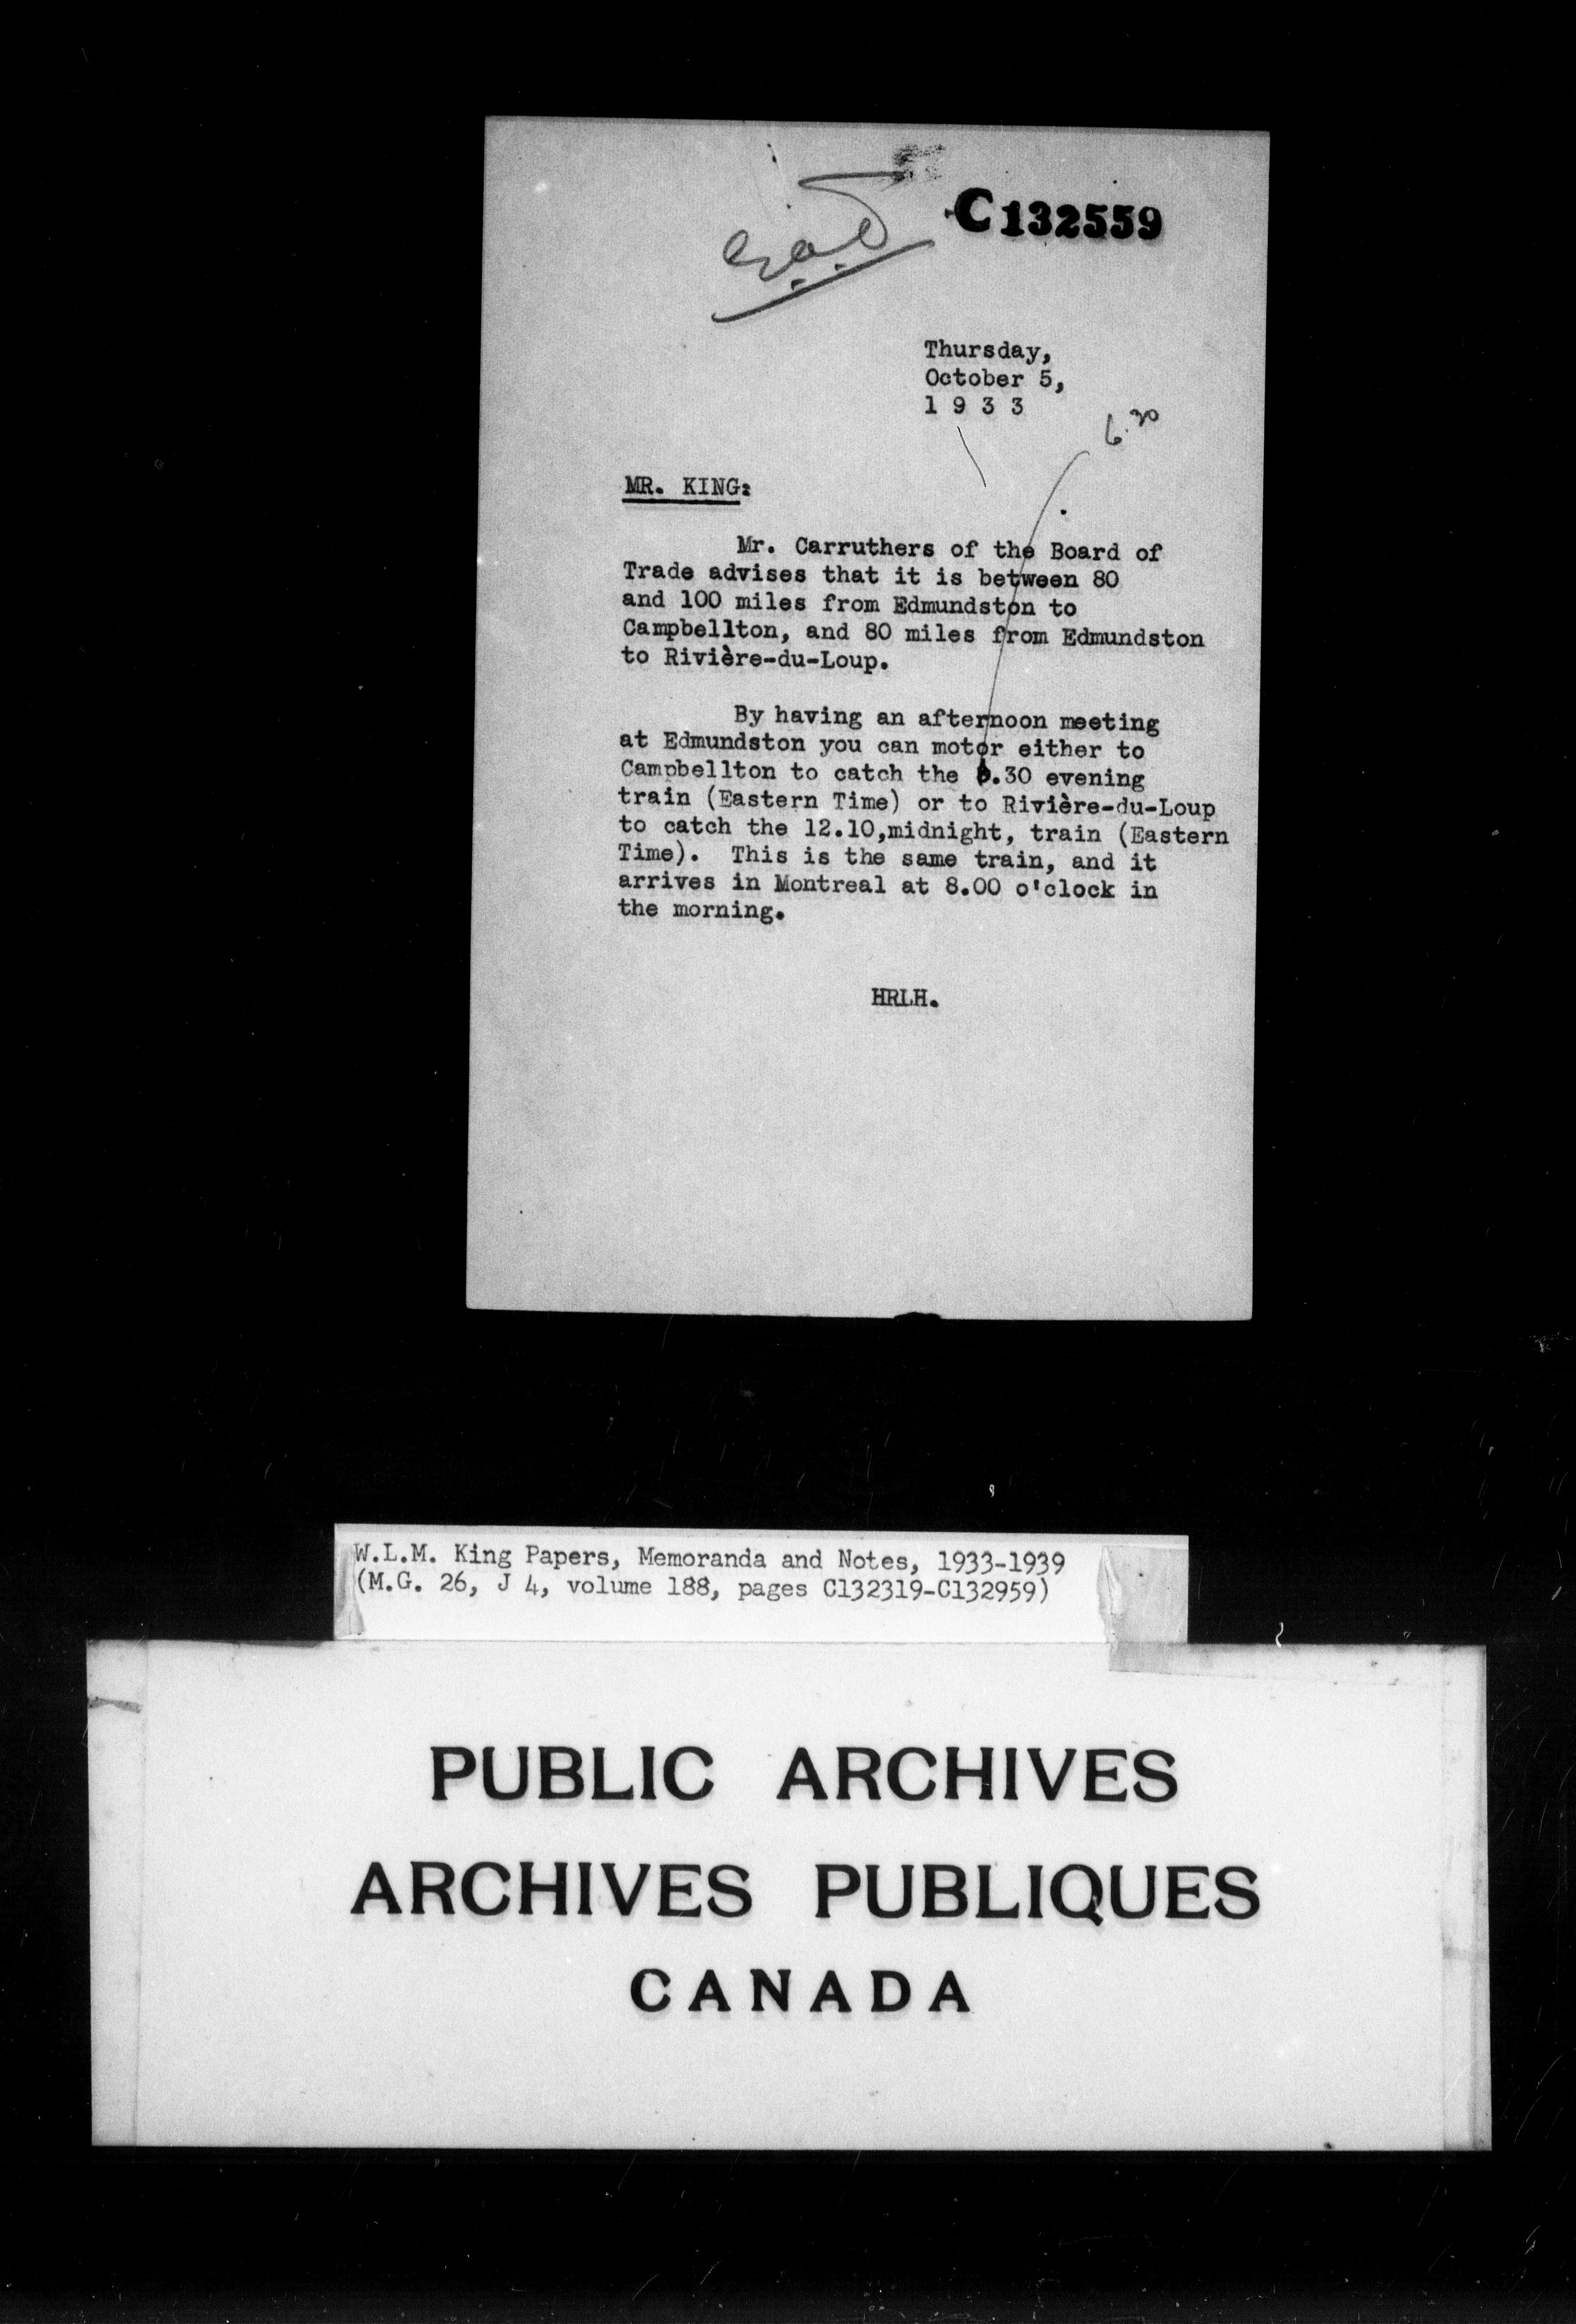 C132559
Thursday,
October 5,
1 9 3 3
6.30
MR. KING:
Mr. Carruthers of the Board of
Trade advises that it is between 80
and 100 miles from Edmundston to
Campbellton, and 80 miles from Edmundston
to Rivière-du-Loup.
By having an afternoon meeting
at Edmundston you can motor either to
Campbellton to catch the 6.30 evening
train (Eastern Time) or to Rivière-du-Loup
to catch the 12.10,midnight, train (Eastern
Time). This is the same train, and it
arrives in Montreal at 8.00 o'clock in
the morning.
HRLH.
W.L.M. King Papers, Memoranda and Notes, 1933-1939
(M.G. 26, J 4, volume 188, pages C132319-C132959)
PUBLIC ARCHIVES
ARCHIVES PUBLIQUES
CANADA